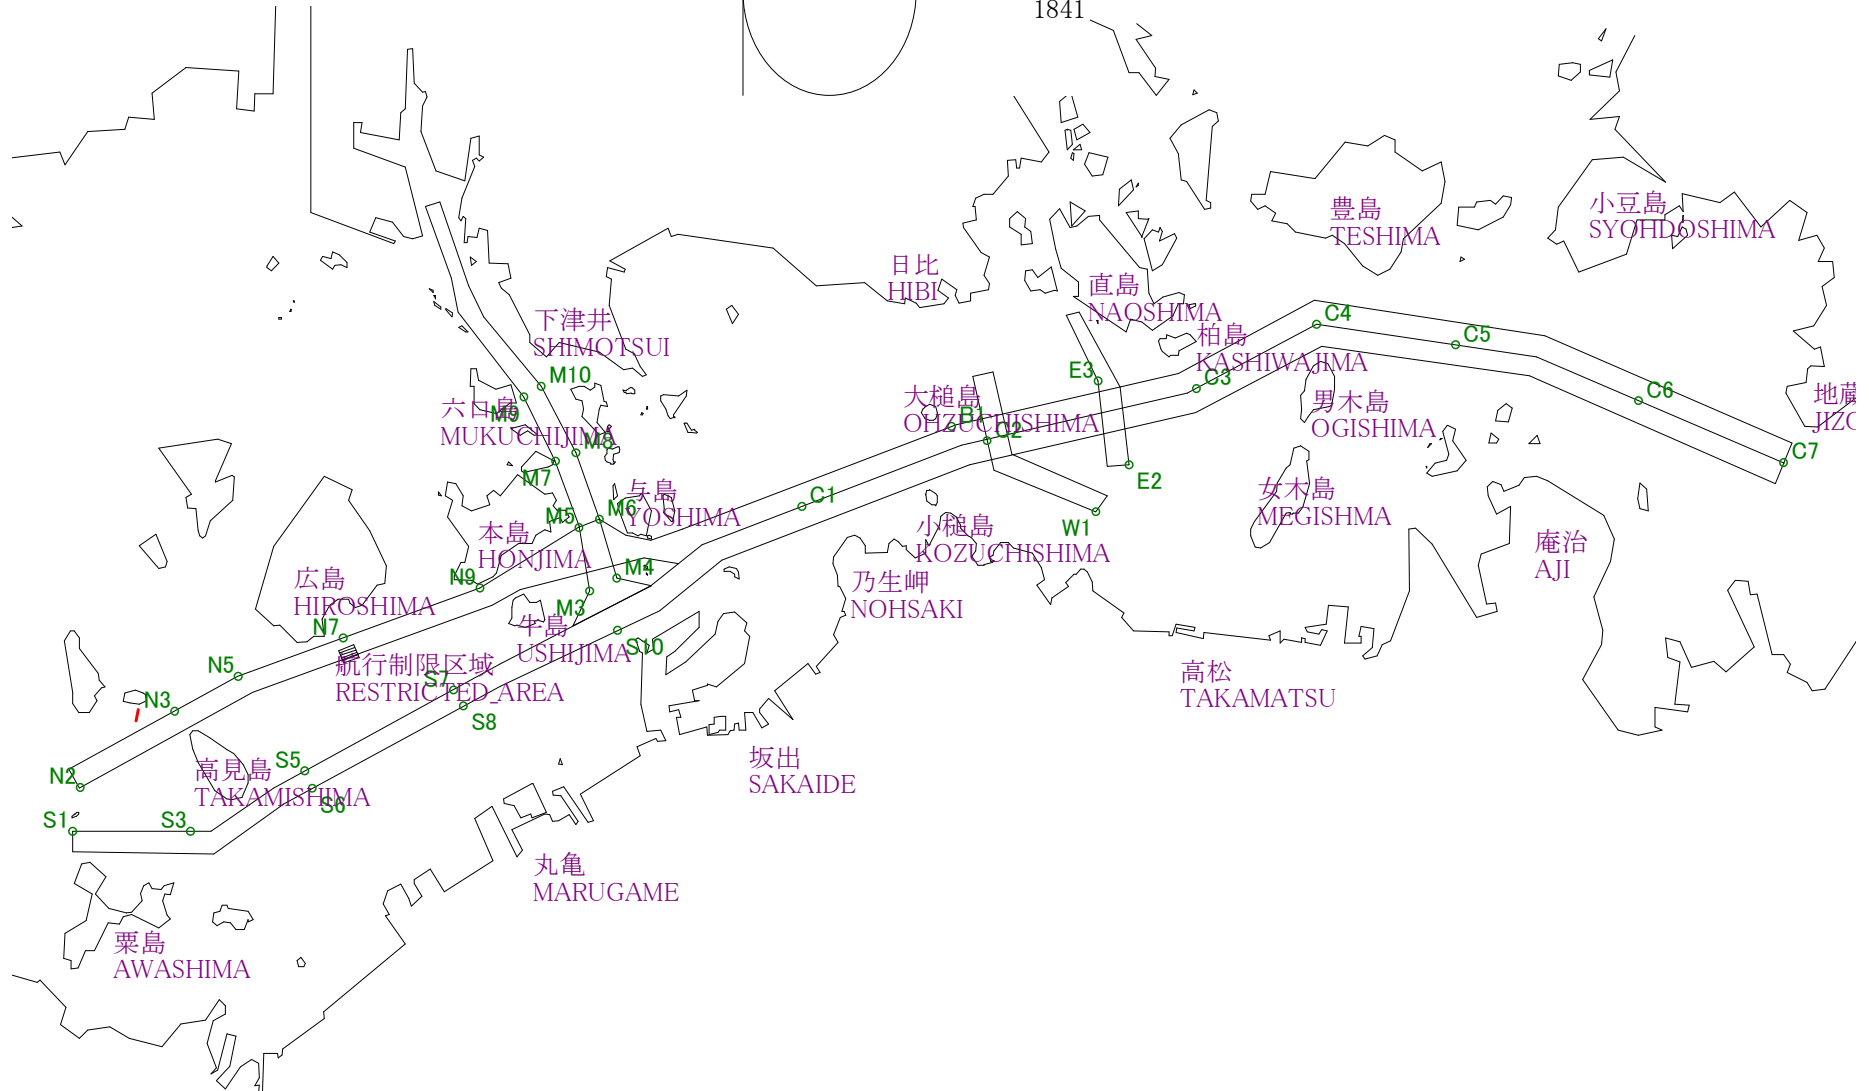 1841
豊島
TESHIMA
小豆島
SYOHDOSHIMA
日比
HIBI
直島
NAOSHIMA
下津井
SHIMOTSUI
柏島
KASHIWAJIMA
C4
C5
C3
E3
M10
M9
六口島
MUKUCHIJIMA
大槌島
OHZUCHISHIMA
B1
C2
男木島
OGISHIMA
C6
地蔵
JIZO
C7
M8
M7
E2
与島
YOSHIMA
C1
女木島
MEGISHMA
W1
M6
M5
本島
HONJIMA
小槌島
KOZUCHISHIMA
庵治
AJI
広島
HIROSHIMA
N9
M4
M3
乃生岬
NOHSAKI
牛島
USHIJIMA
N7
S10
航行制限区域
RESTRICTED_AREA
N5
S7
高松
TAKAMATSU
N3
S8
高見島
TAKAMISHIMA
N2
S5
S6
坂出
SAKAIDE
S1
S3
丸亀
MARUGAME
粟島
AWASHIMA